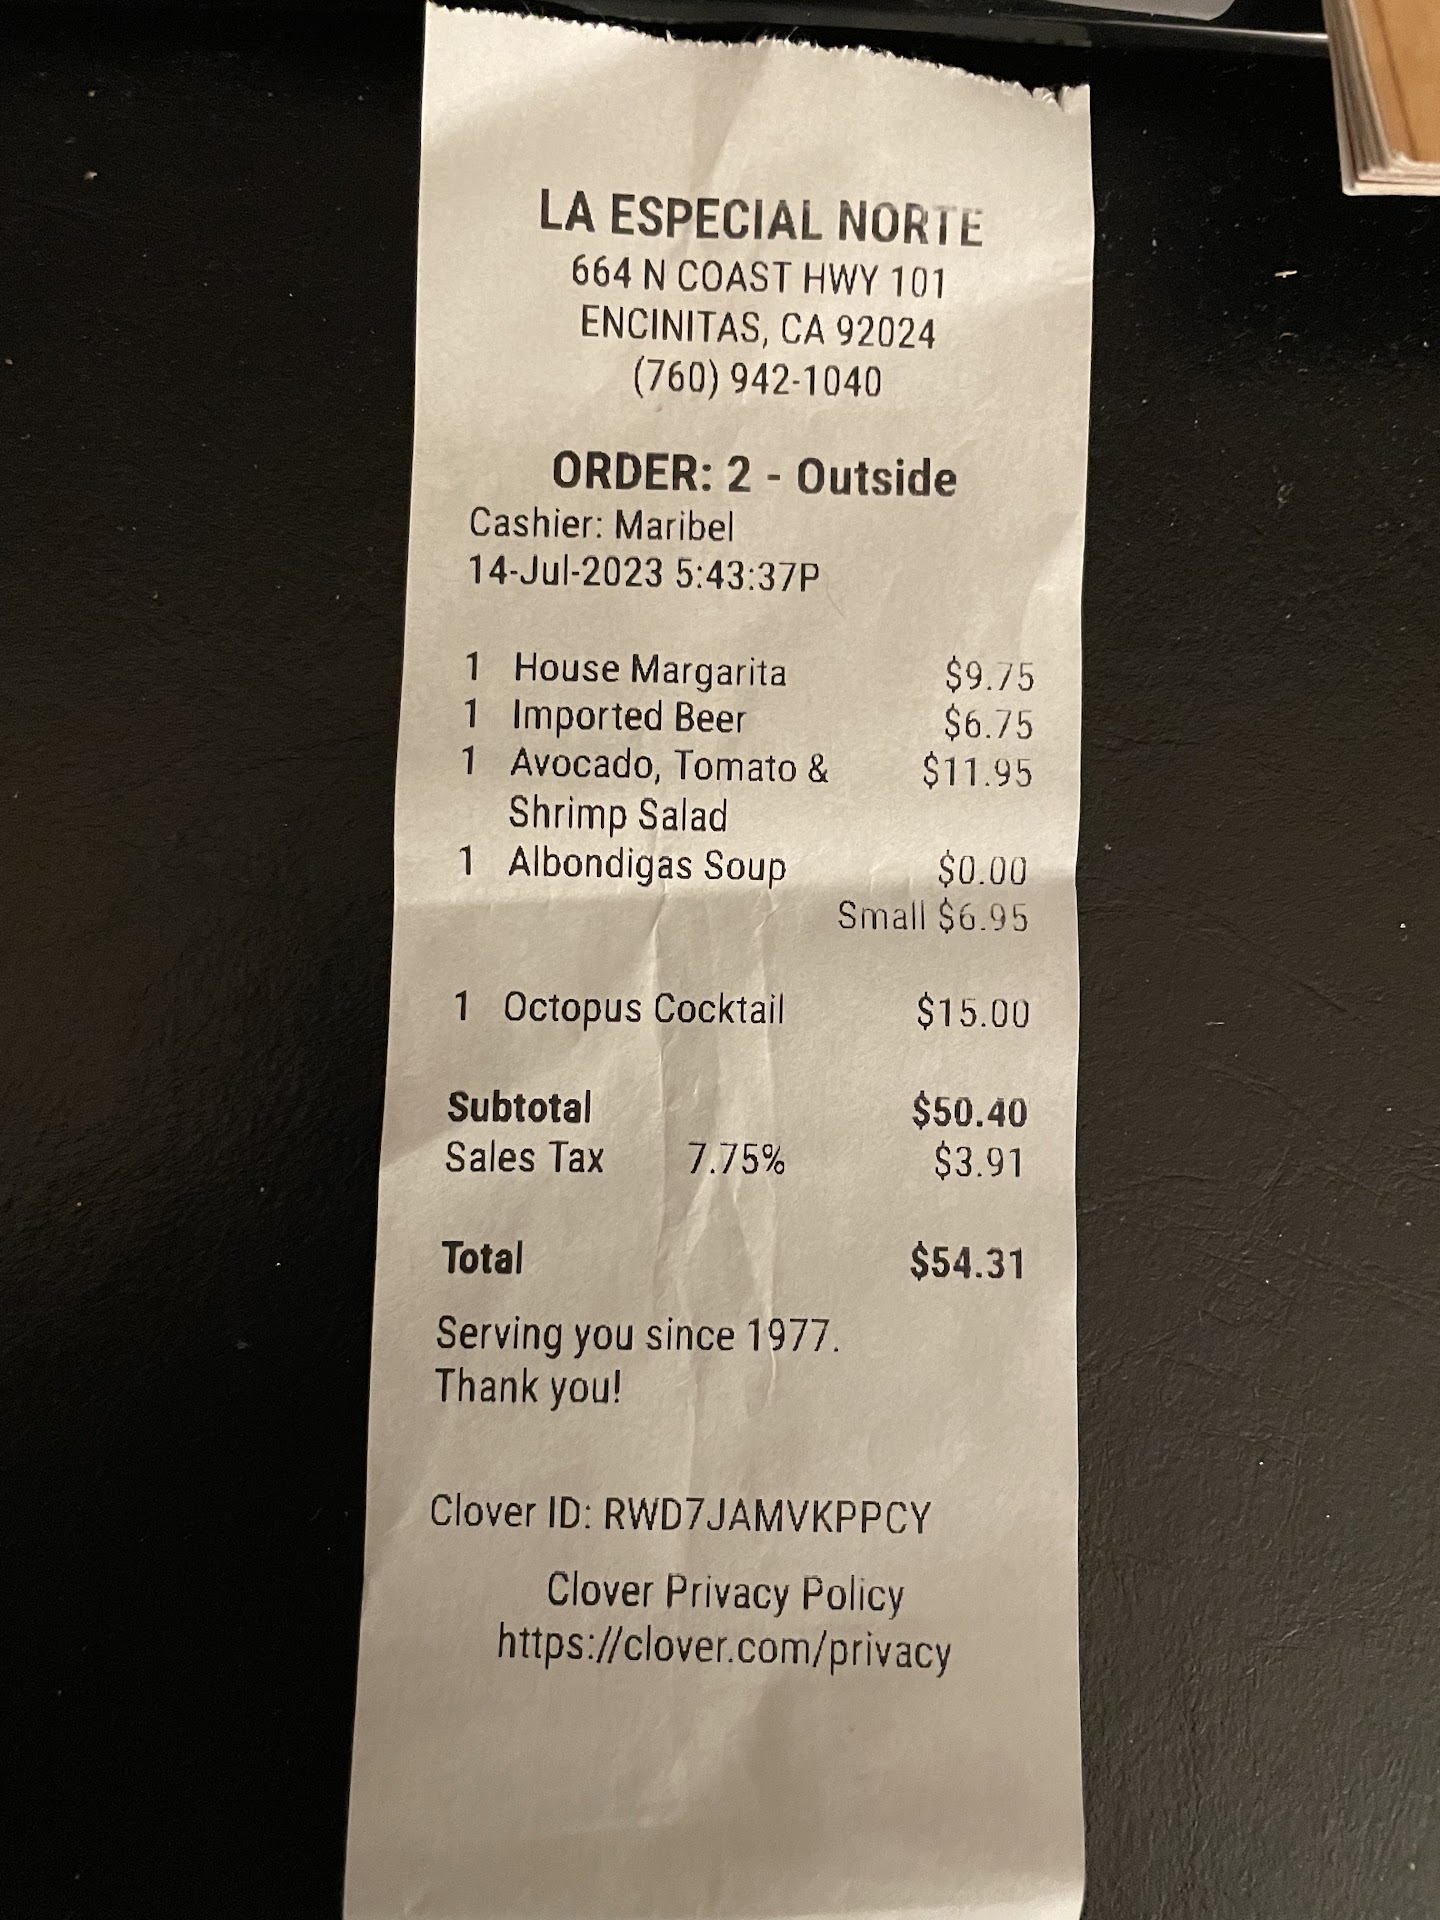 LA ESPECIAL NORTE
664 N COAST HWY 101
ENCINITAS, CA 92024
(760) 942-1040
ORDER: 2 - Outside
Cashier: Maribel
14-Jul-2023 5:43:37P
1 House Margarita $9.75
1 Imported Beer $6.75
1 Avocado, Tomato & $11.95
Shrimp Salad
1 Albondigas Soup $0.00
Small $6.95
1 Octopus Cocktail $15.00
Subtotal $50.40
Sales Tax 7.75% $3.91
Total $54.31
Serving you since 1977.
Thank you!
Clover ID: RWD7JAMVKPPCY
Clover Privacy Policy
https://clover.com/privacy